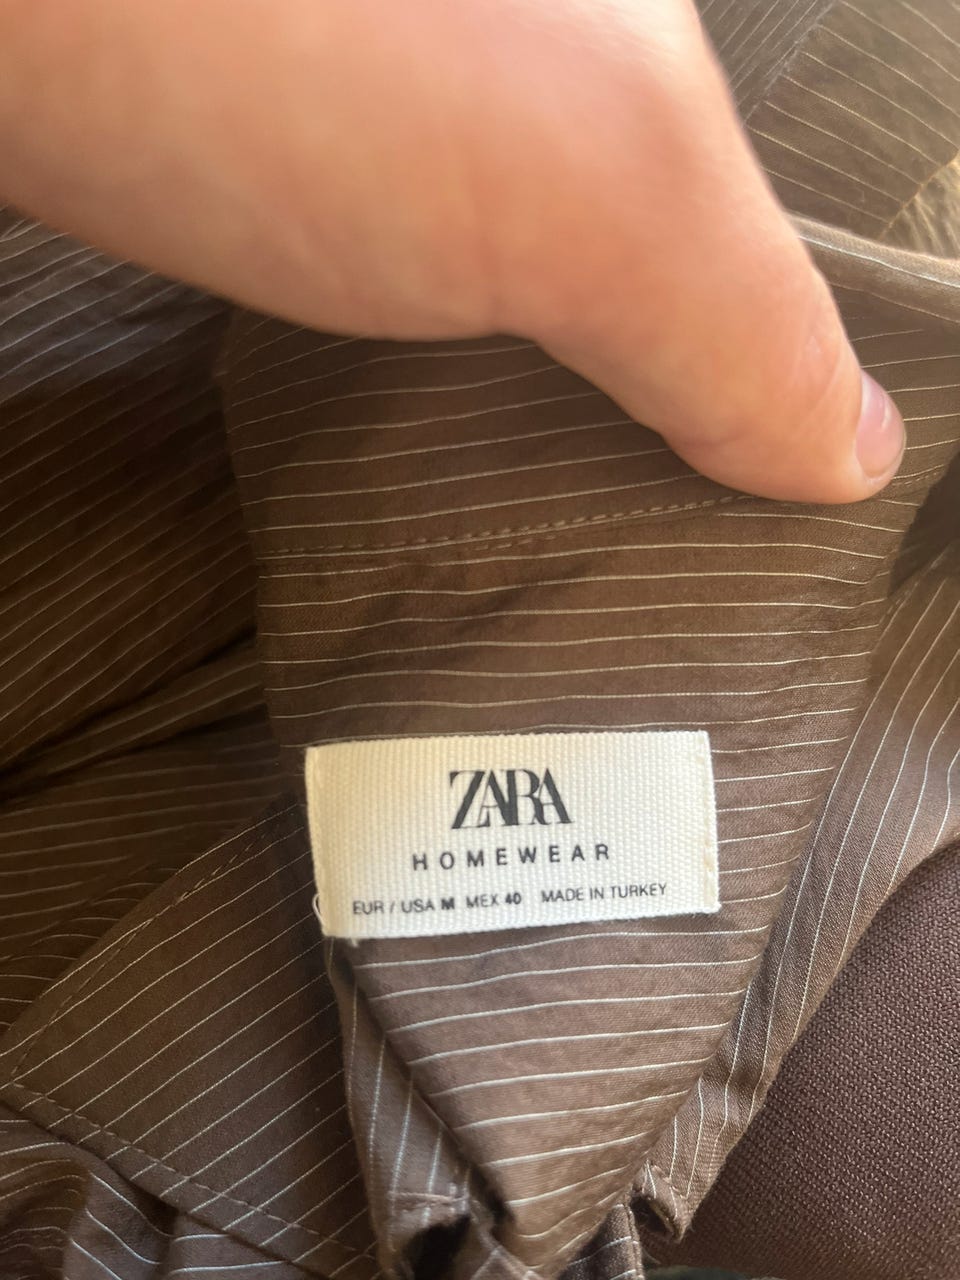 ZARA
HOMEWEAR
EUR / USA M MEX 40 MADE IN TURKEY